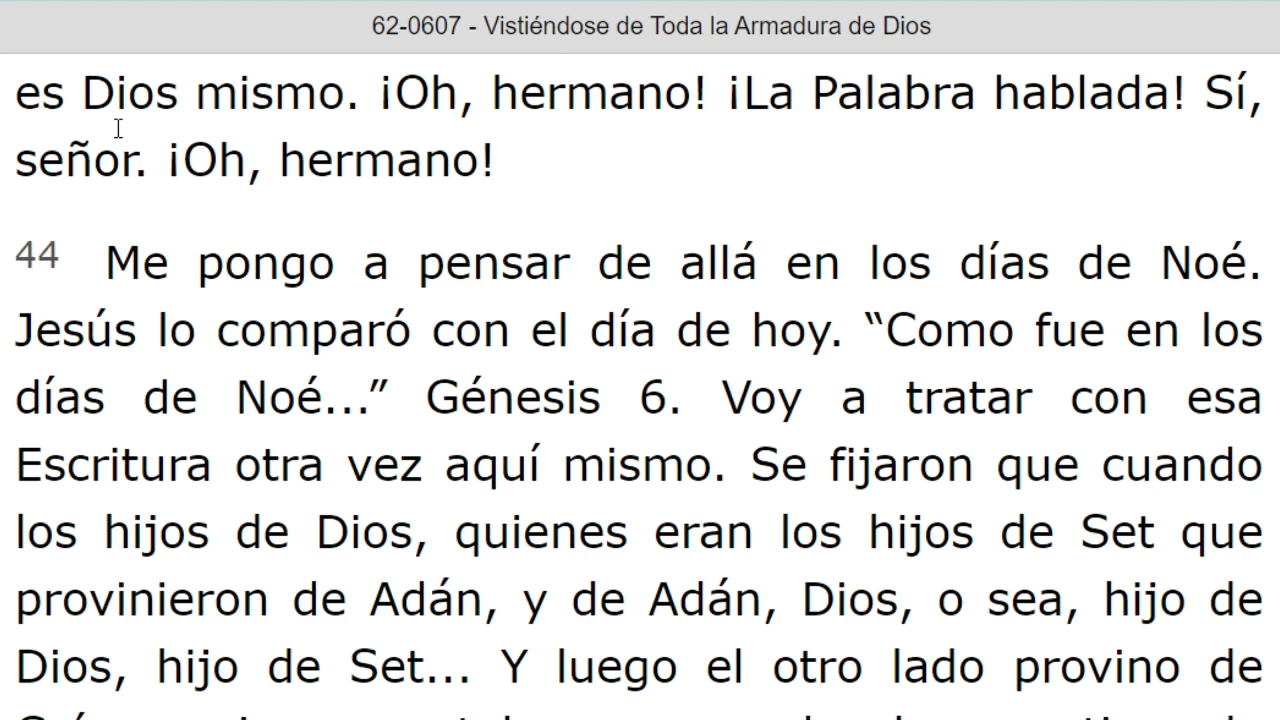 62-0607 - Vistiéndose de Toda la Armadura de Dios
es Dios mismo. ¡Oh, hermano! ¡La Palabra hablada! Sí,
señor. ¡Oh, hermano!
44 Me pongo a pensar de allá en los días de Noé.
Jesús lo comparó con el día de hoy. “Como fue en los
días de Noé...” Génesis 6. Voy a tratar con esa
Escritura otra vez aquí mismo. Se fijaron que cuando
los hijos de Dios, quienes eran los hijos de Set que
provinieron de Adán, y de Adán, Dios, o sea, hijo de
Dios, hijo de Set... Y luego el otro lado provino de